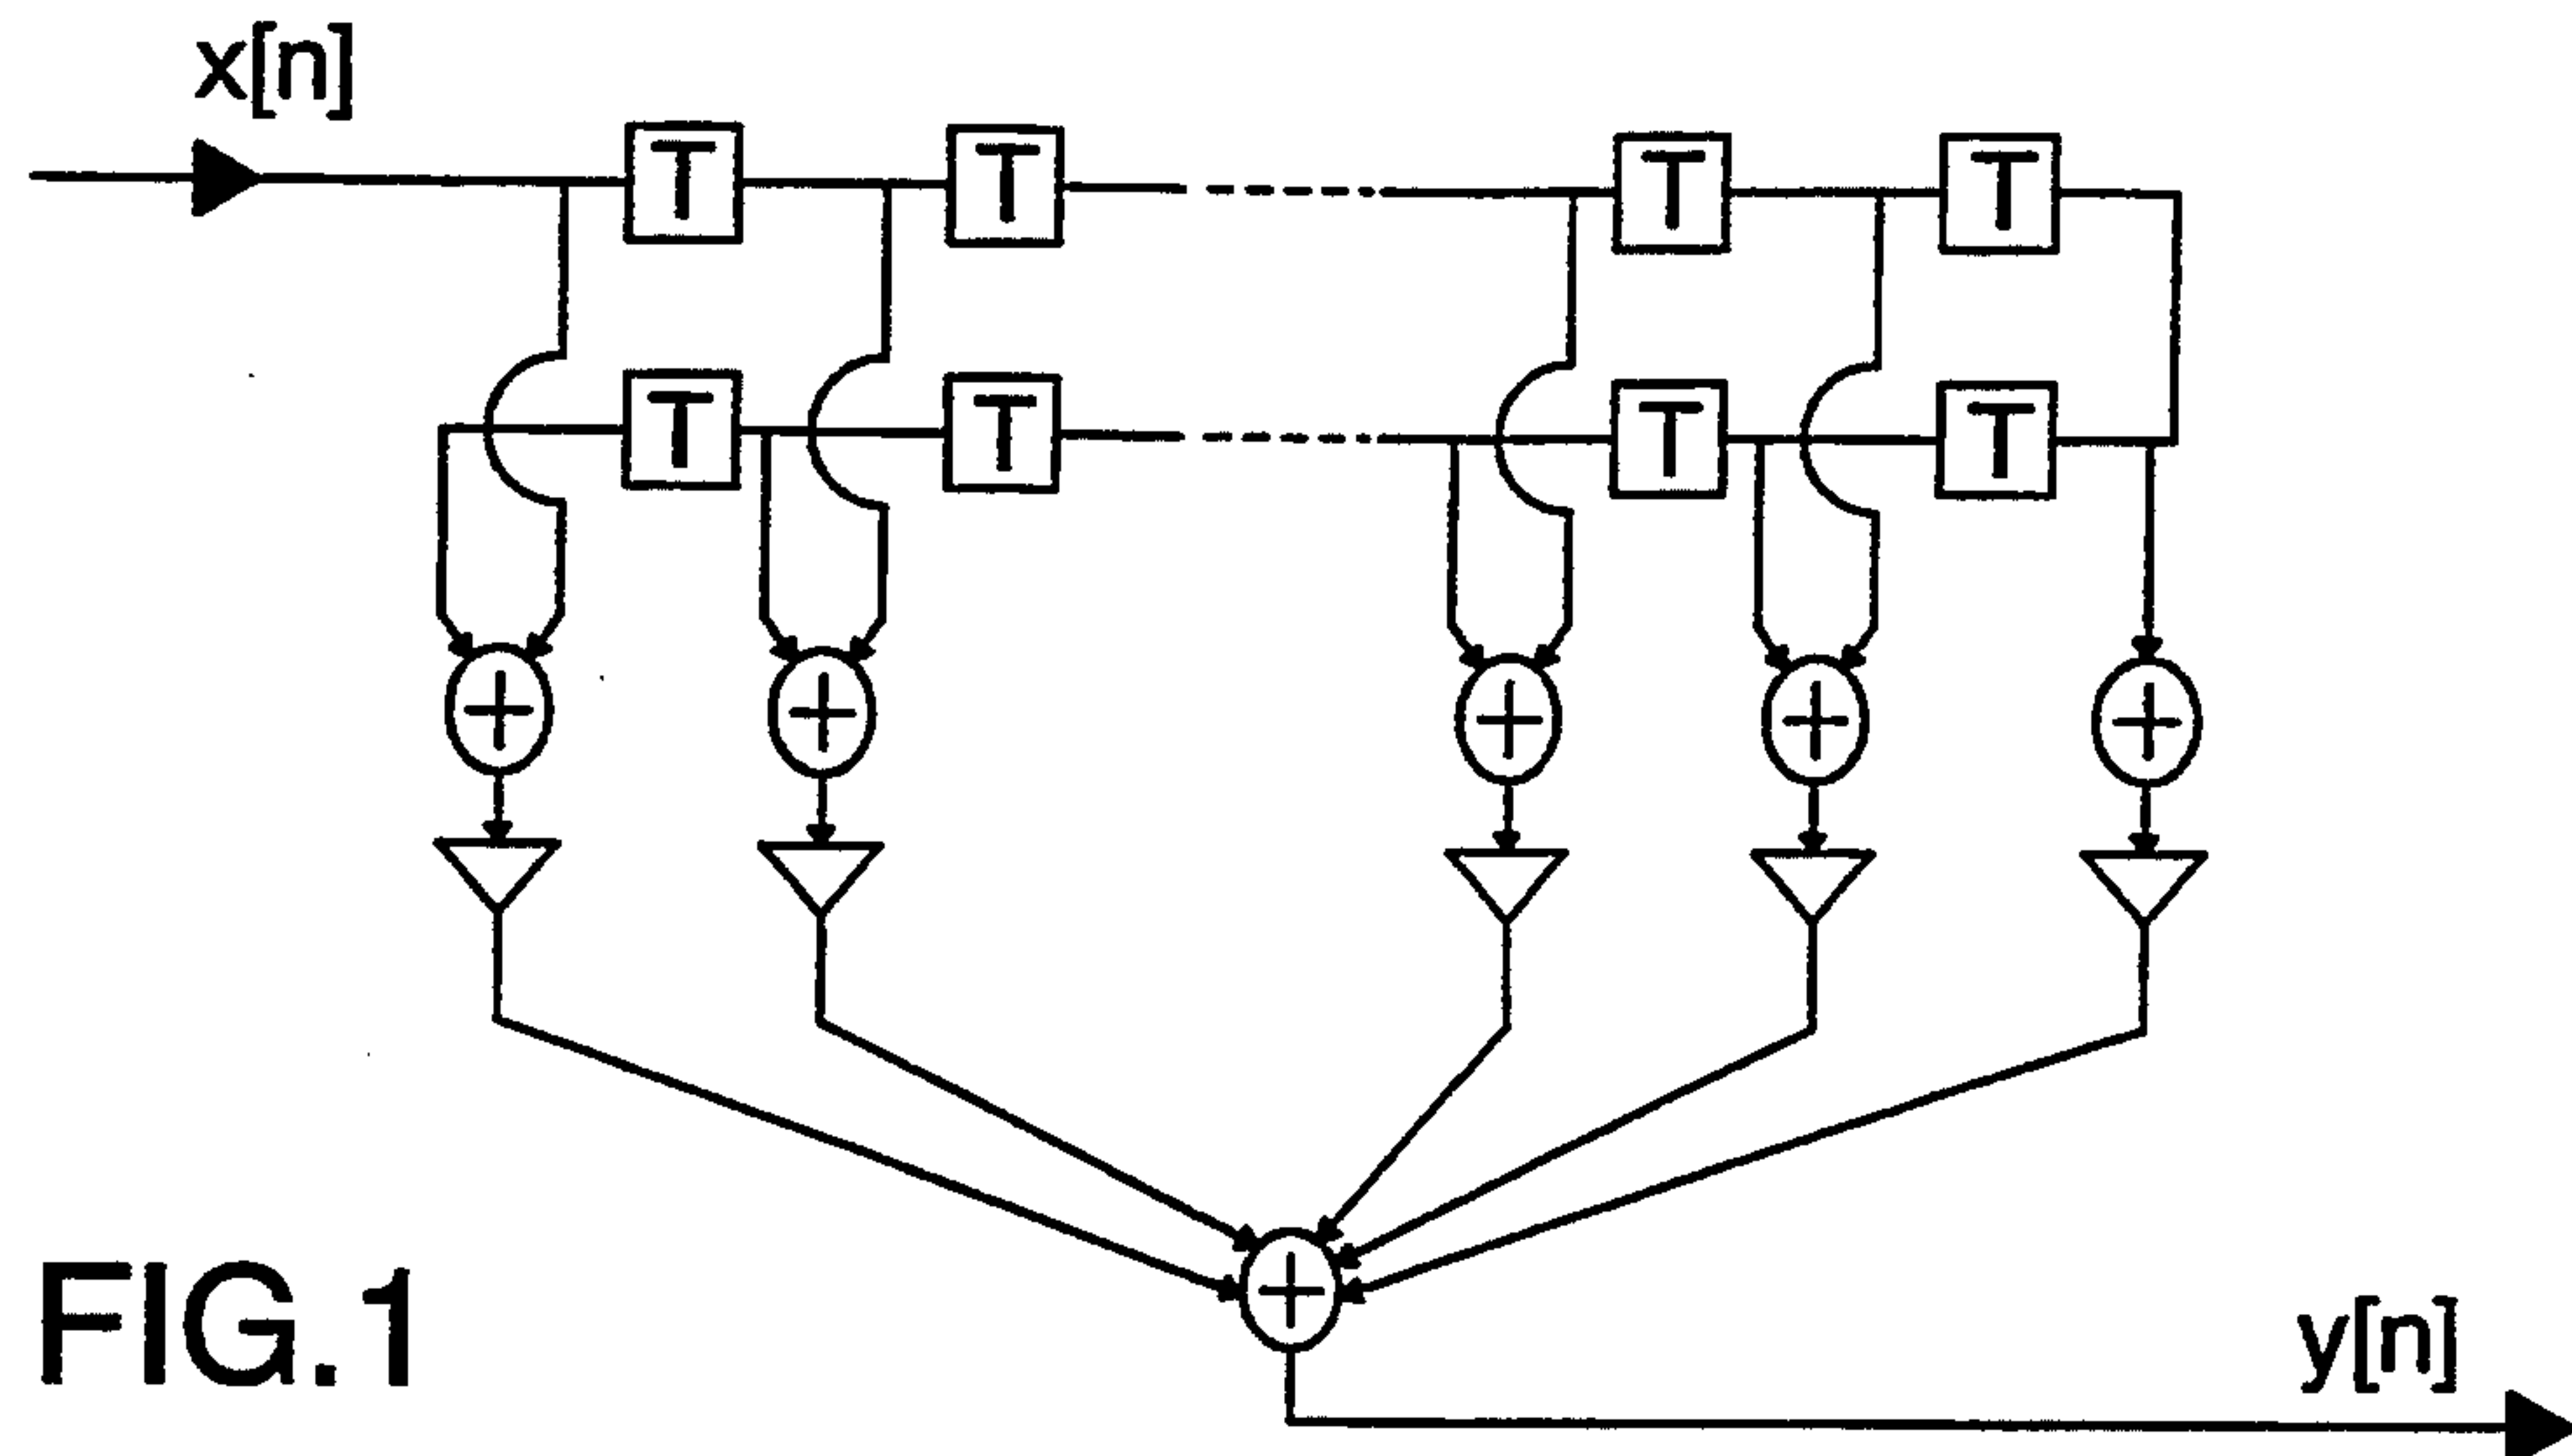 x[n]
T T T T
T T T T
+ + + + +
+
FIG.1
y[n]